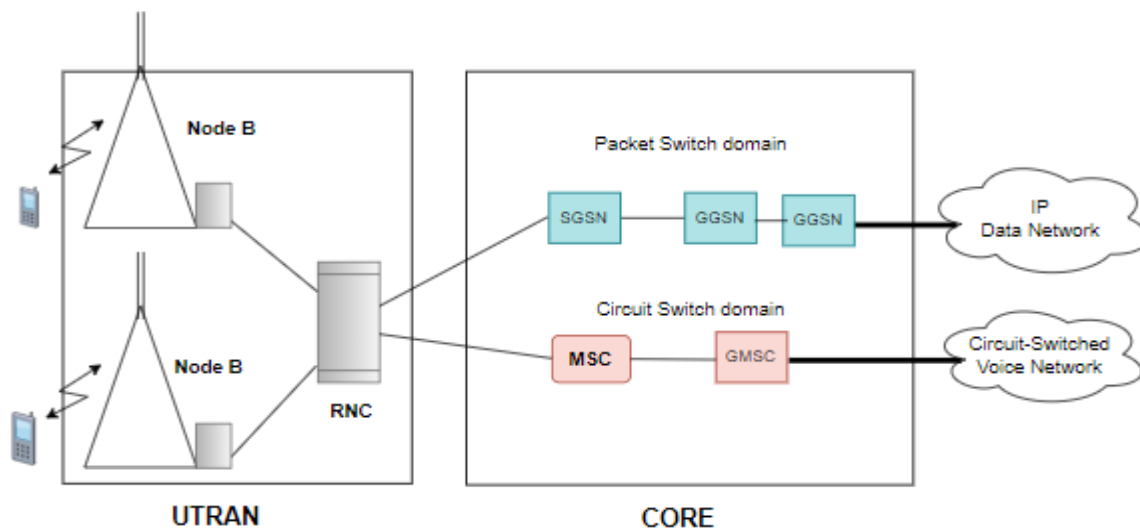 Node B
Packet Switch domain
SGSN
GGSN
GGSN
IP
Data Network
Circuit Switch domain
Node B
MSC
GMSC
Circuit-Switched
Voice Network
RNC
UTRAN
CORE